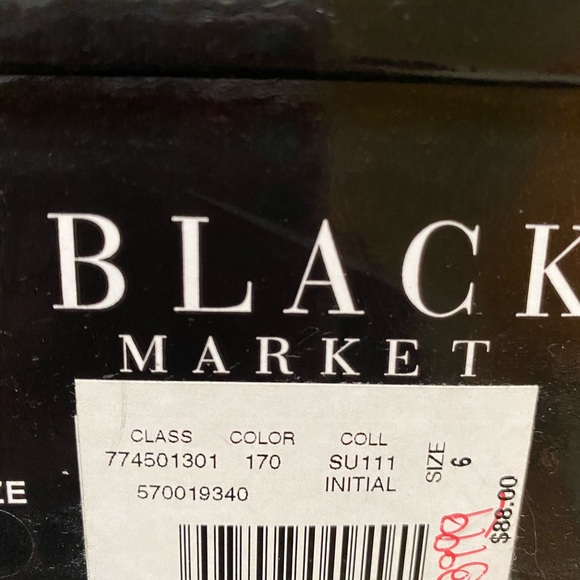 BLACK
MARKET
CLASS COLOR COLL
774501301 170 SU111
570019340 INITIAL
SIZE 6
ZE
$88.00